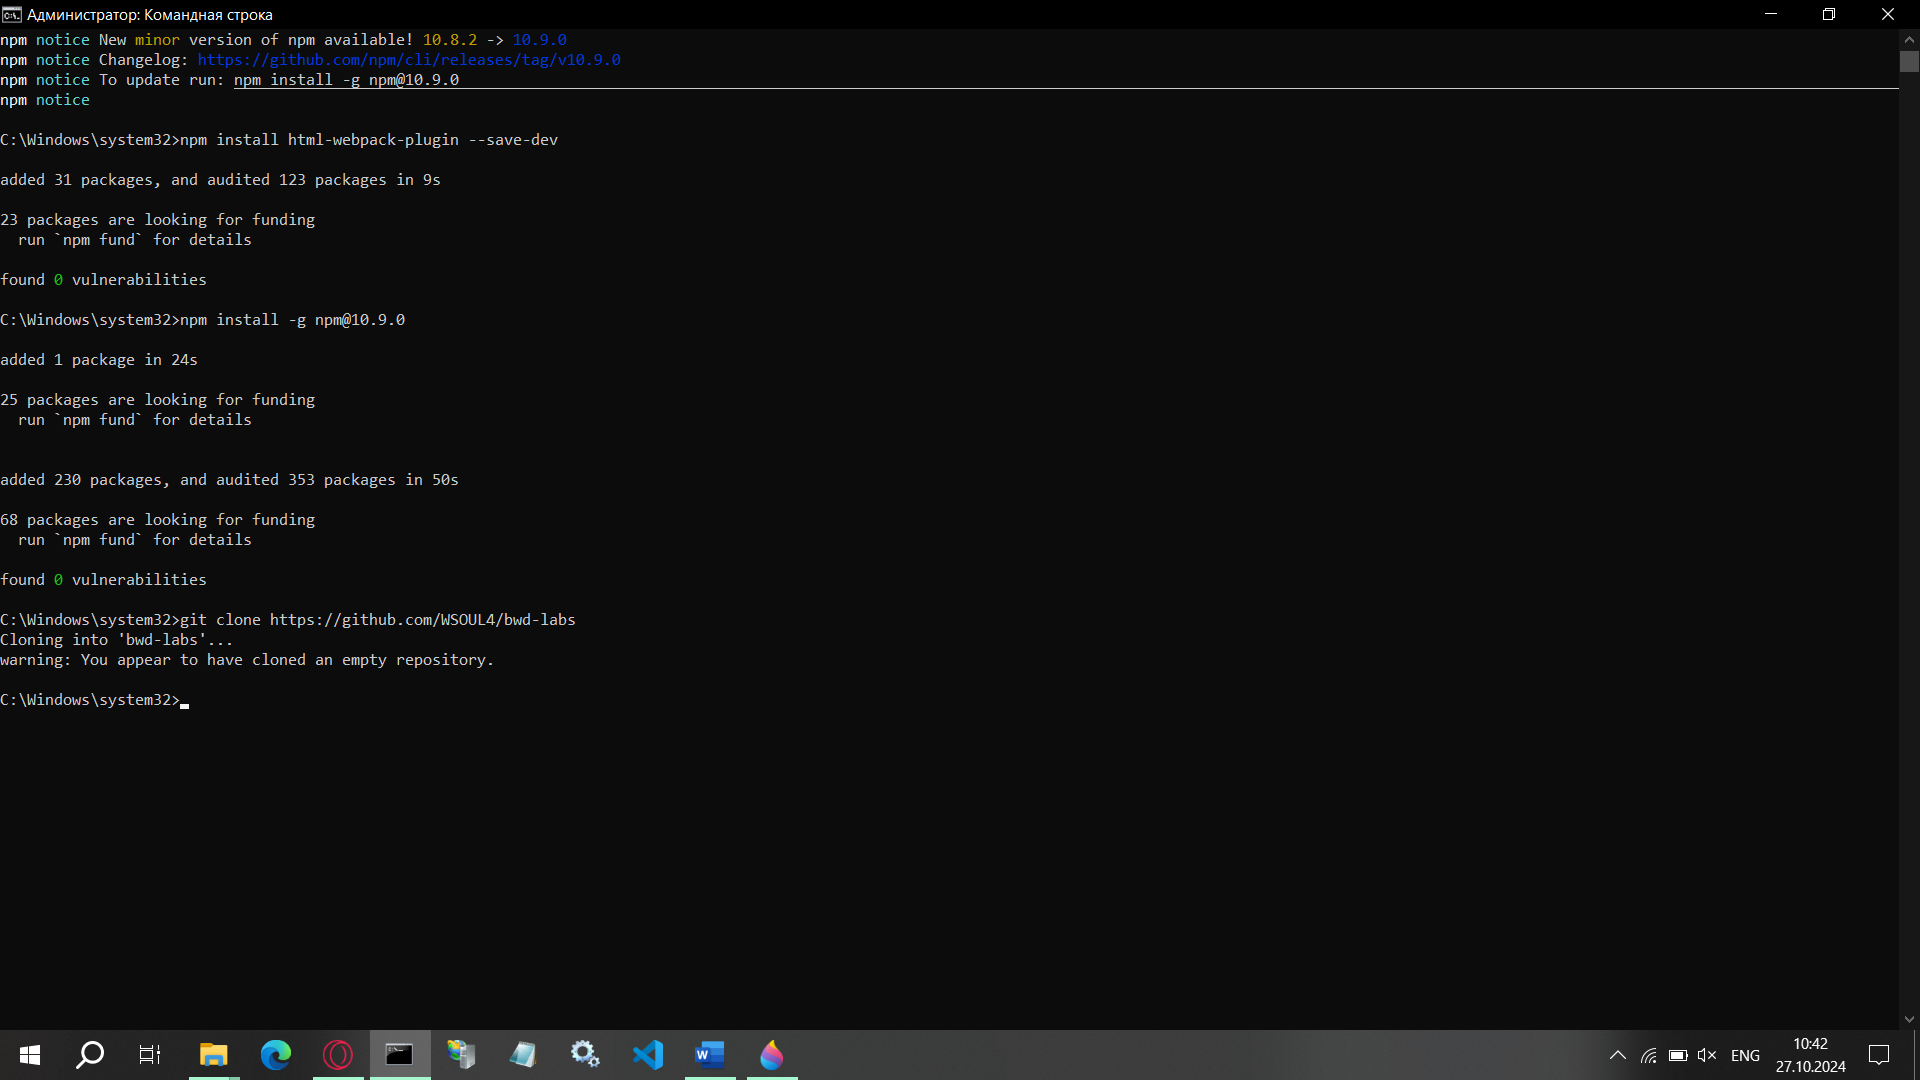 Администратор: Командная строка
npm notice New minor version of npm available! 10.8.2 -> 10.9.0
npm notice Changelog: https://github.com/npm/cli/releases/tag/v10.9.0
npm notice To update run: npm install -g npm@10.9.0
npm notice
C:\Windows\system32>npm install html-webpack-plugin --save-dev
added 31 packages, and audited 123 packages in 9s
23 packages are looking for funding
run `npm fund` for details
found 0 vulnerabilities
C:\Windows\system32>npm install -g npm@10.9.0
added 1 package in 24s
25 packages are looking for funding
run `npm fund` for details
added 230 packages, and audited 353 packages in 50s
68 packages are looking for funding
run `npm fund` for details
found 0 vulnerabilities
C:\Windows\system32>git clone https://github.com/WSOUL4/bwd-labs
Cloning into 'bwd-labs'...
warning: You appear to have cloned an empty repository.
C:\Windows\system32>
ENG
10:42
27.10.2024